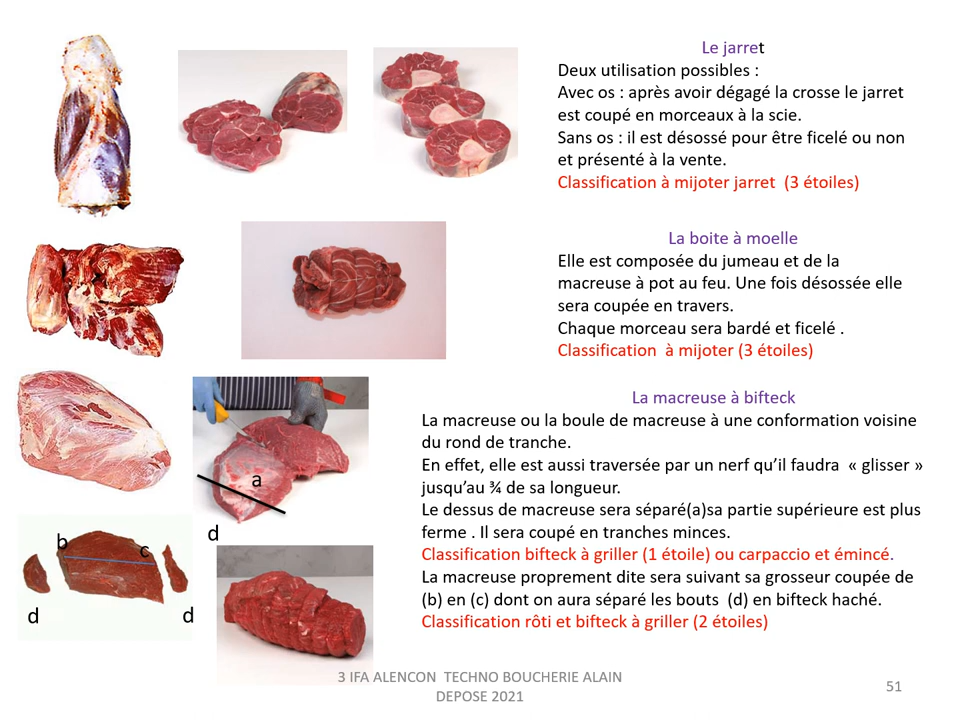 Le jarret
Deux utilisation possibles :
Avec os : après avoir dégagé la crosse le jarret
est coupé en morceaux à la scie.
Sans os : il est désossé pour être ficelé ou non
et présenté à la vente.
Classification à mijoter jarret  (3 étoiles)
La boite à moelle
Elle est composée du jumeau et de la
macreuse à pot au feu. Une fois désossée elle
sera coupée en travers.
Chaque morceau sera bardé et ficelé .
Classification  à mijoter (3 étoiles)
La macreuse à bifteck
La macreuse ou la boule de macreuse à une conformation voisine
du rond de tranche.
En effet, elle est aussi traversée par un nerf qu’il faudra  « glisser »
jusqu’au ¾ de sa longueur.
Le dessus de macreuse sera séparé(a)sa partie supérieure est plus
ferme . Il sera coupé en tranches minces.
Classification bifteck à griller (1 étoile) ou carpaccio et émincé.
La macreuse proprement dite sera suivant sa grosseur coupée de
(b) en (c) dont on aura séparé les bouts  (d) en bifteck haché.
Classification rôti et bifteck à griller (2 étoiles)
a
d
b
c
d
d
3 IFA ALENCON  TECHNO BOUCHERIE ALAIN
DEPOSE 2021
51